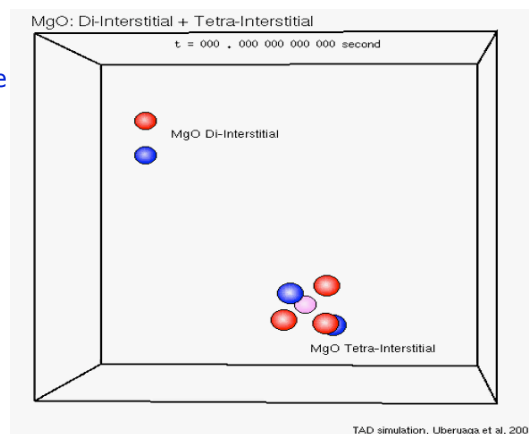 MgO: Di-Interstitial + Tetra-Interstitial
t = 000 . 000 000 000 000 second
MgO Di-Interstitial
MgO Tetra-Interstitial
TAD simulation, Uberuaga et al, 200